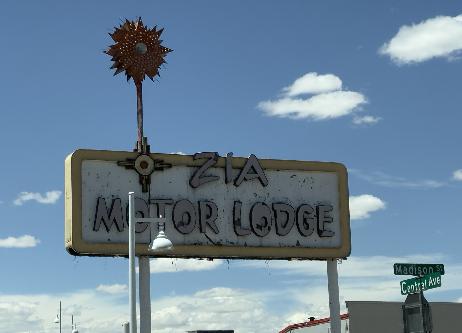 ZIA
MOTOR LODGE
Madison St
Central Ave